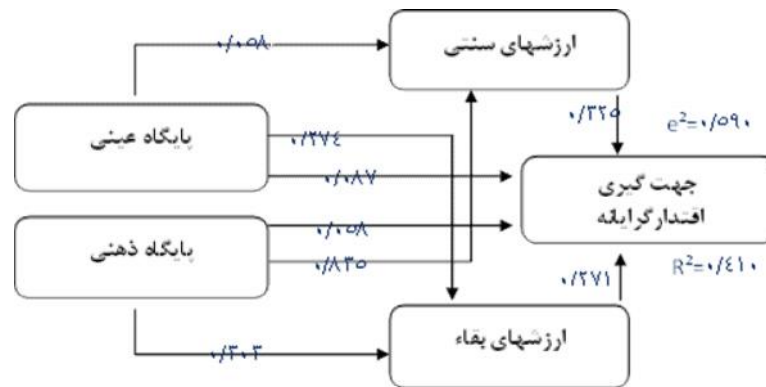 ۰/۰۵۸
ارزشهای سنتی
۰/۳۲۵
e²=۰/۵۹۰
پایگاه عینی
۰/۲۷٤
۰/۰۸۷
جهت گیری
اقتدارگرایانه
۰/۰۵۸
پایگاه ذهنی
۰/۸۳۵
R²=۰/٤۱۰
۰/۲۷۱
ارزشهای بقاء
۰/۳۰۳